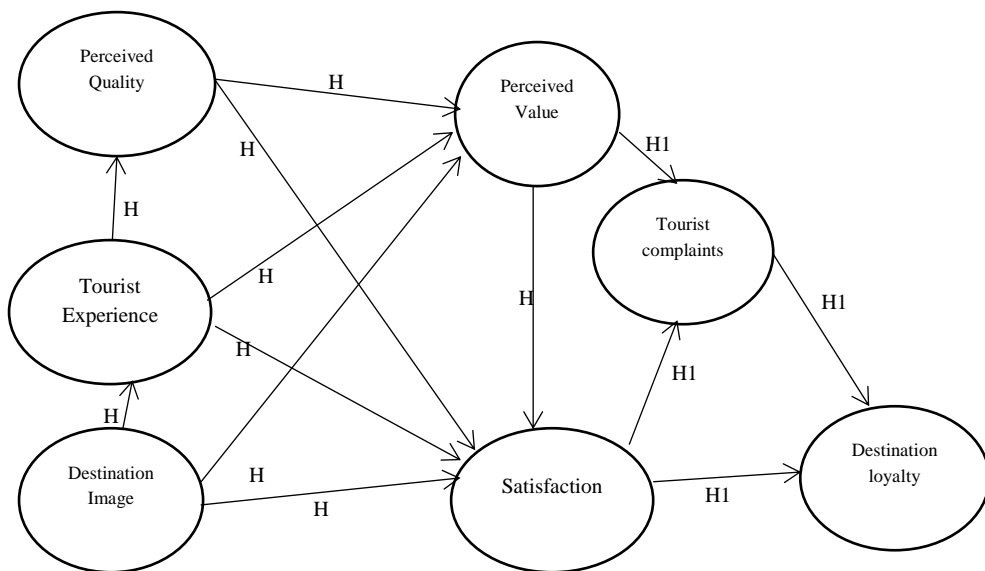 Perceived
Quality
H
Perceived
Value
H
H1
H
Tourist
complaints
H
Tourist
Experience
H
H
H1
H
H1
H
Destination
Image
H
H
Satisfaction
H1
Destination
loyalty